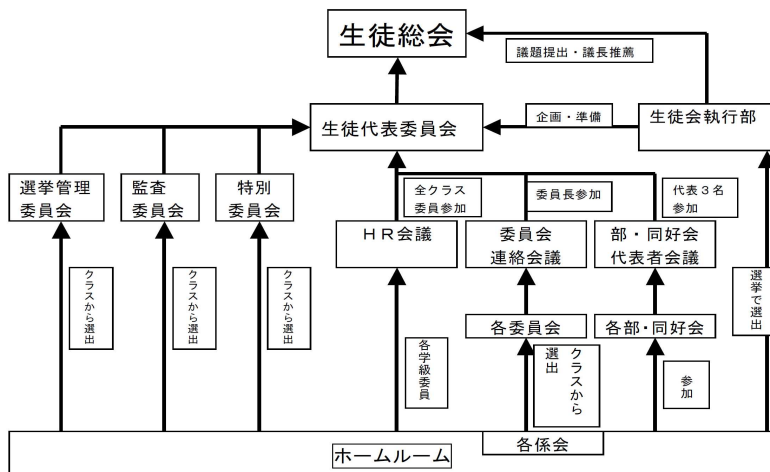 生徒総会
議題提出・議長推薦
生徒代表委員会
企画・準備
生徒会執行部
選挙管理
委員会
監査
委員会
特別
委員会
全クラス
委員参加
委員長参加
代表３名
参加
ＨＲ会議
委員会
連絡会議
部・同好会
代表者会議
クラスから選出
クラスから選出
クラスから選出
選挙で選出
各委員会
各部・同好会
各学級委員
クラスから
選出
参加
各係会
ホームルーム